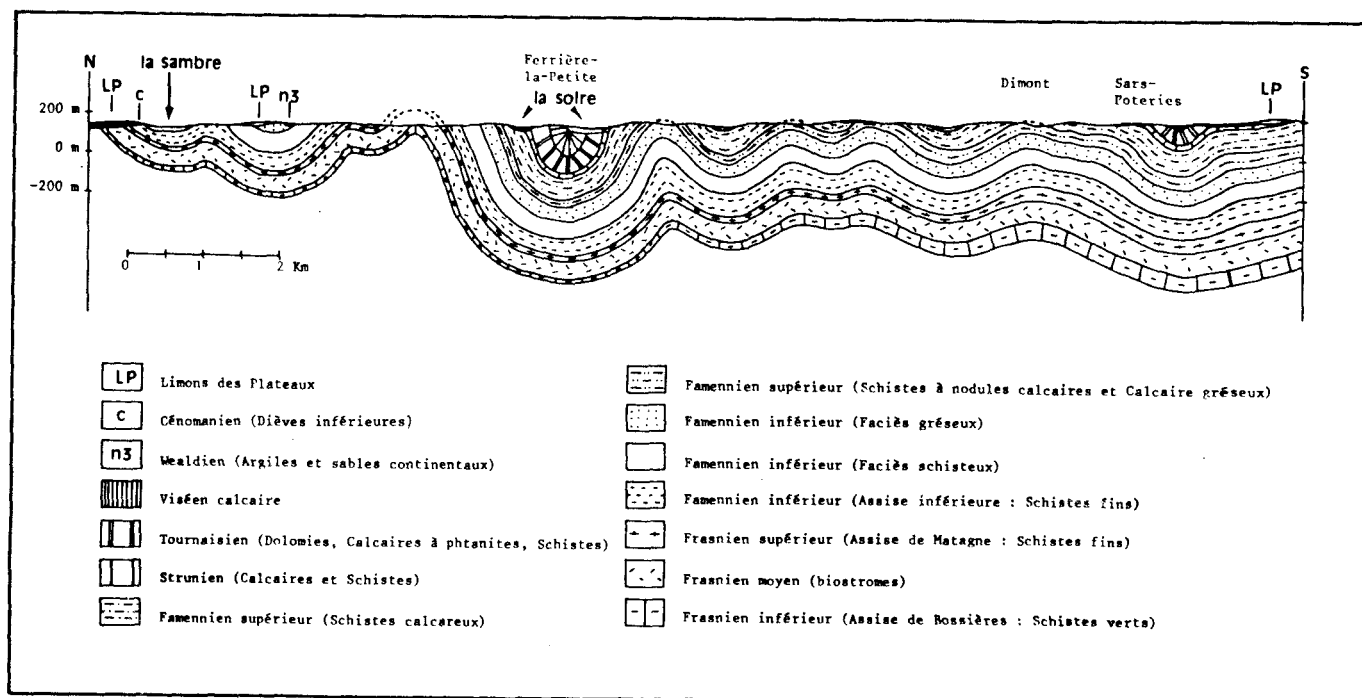 N
la sambre
Ferrière-
la-Petite
la solre
Dimont
Sars-
Poteries
S
LP
C
LP
n3
LP
200 m
0 m
-200 m
0 1 2 Km
LP Limons des Plateaux
C Cénomanien (Dièves inférieures)
n3 Wealdien (Argiles et sables continentaux)
Viséen calcaire
Tournaisien (Dolomies, Calcaires à phtanites, Schistes)
Strunien (Calcaires et Schistes)
Famennien supérieur (Schistes calcareux)
Famennien supérieur (Schistes à nodules calcaires et Calcaire gréseux)
Famennien inférieur (Faciès gréseux)
Famennien inférieur (Faciès schisteux)
Famennien inférieur (Assise inférieure : Schistes fins)
Frasnien supérieur (Assise de Matagne : Schistes fins)
Frasnien moyen (biostromes)
Frasnien inférieur (Assise de Bossières : Schistes verts)